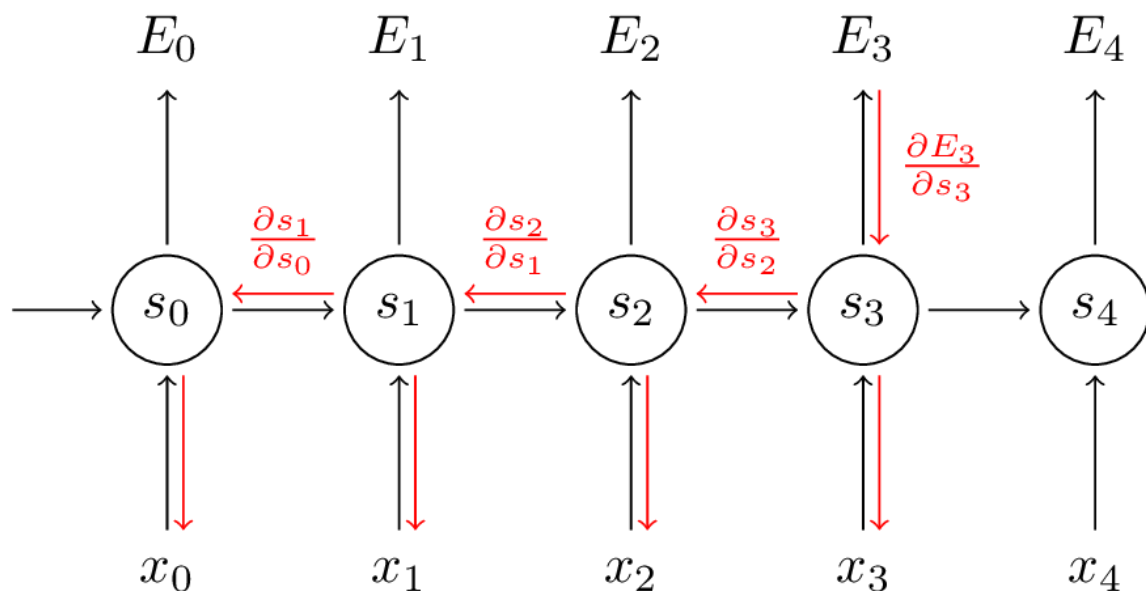 E₀ E₁ E₂ E₃ E₄
∂E₃/∂s₃
∂s₁/∂s₀ ∂s₂/∂s₁ ∂s₃/∂s₂
s₀ s₁ s₂ s₃ s₄
x₀ x₁ x₂ x₃ x₄